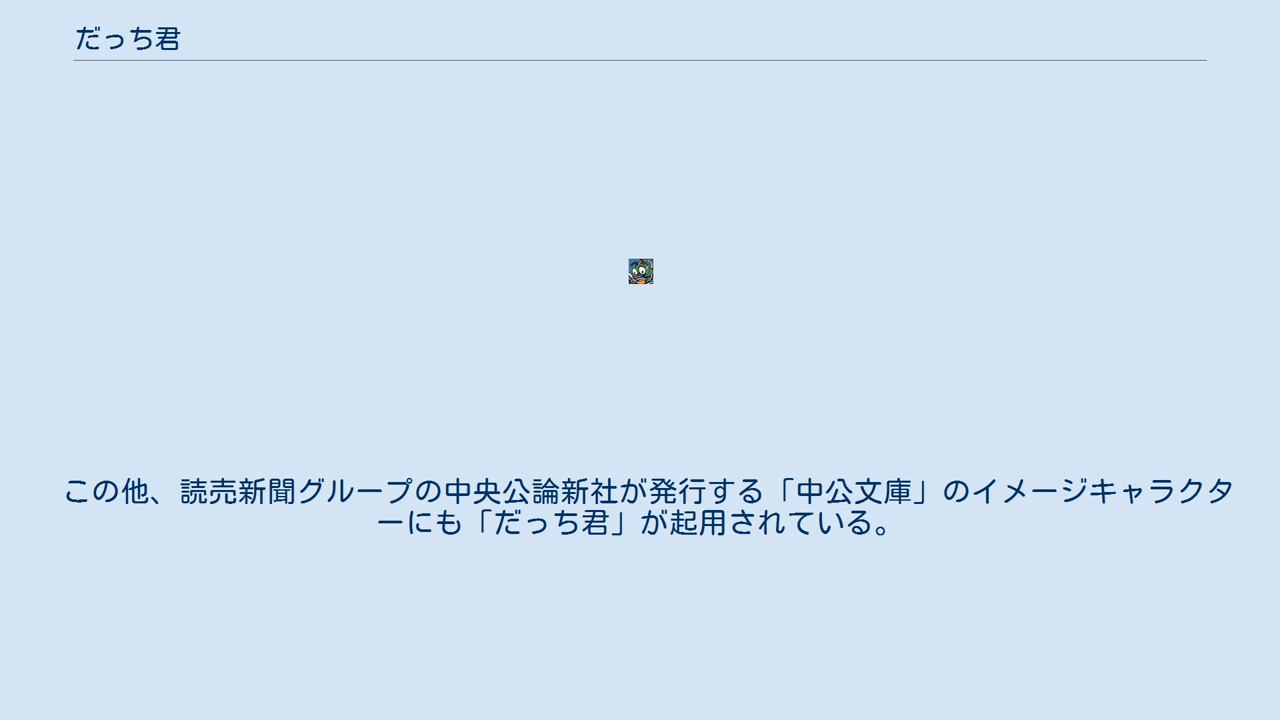 だっち君
この他、読売新聞グループの中央公論新社が発行する「中公文庫」のイメージキャラクタ
ーにも「だっち君」が起用されている。